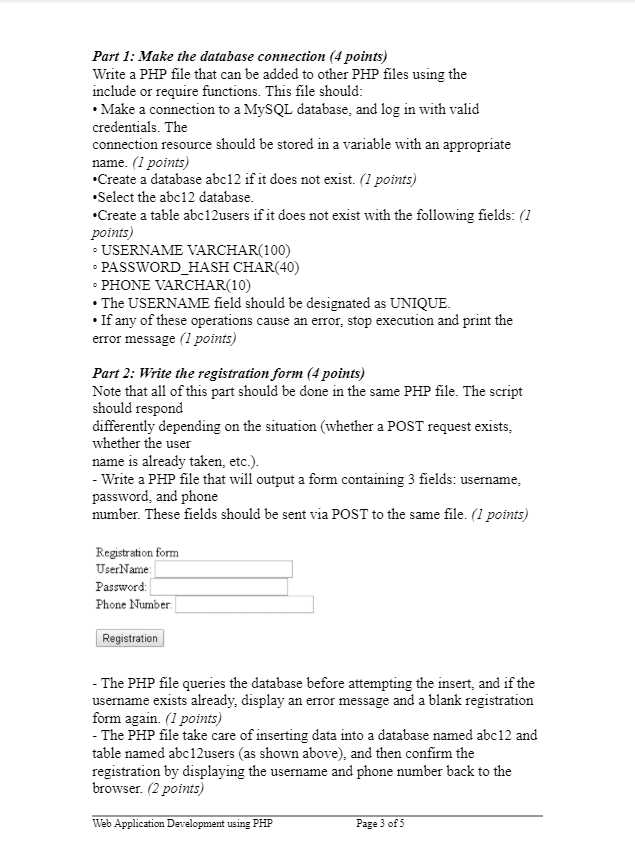 Part 1: Make the database connection (4 points)
Write a PHP file that can be added to other PHP files using the
include or require functions. This file should:
• Make a connection to a MySQL database, and log in with valid
credentials. The
connection resource should be stored in a variable with an appropriate
name. (1 points)
•Create a database abc12 if it does not exist. (1 points)
•Select the abc12 database.
•Create a table abc12users if it does not exist with the following fields: (1
points)
◦ USERNAME VARCHAR(100)
◦ PASSWORD_HASH CHAR(40)
◦ PHONE VARCHAR(10)
• The USERNAME field should be designated as UNIQUE.
• If any of these operations cause an error, stop execution and print the
error message (1 points)
Part 2: Write the registration form (4 points)
Note that all of this part should be done in the same PHP file. The script
should respond
differently depending on the situation (whether a POST request exists,
whether the user
name is already taken, etc.).
- Write a PHP file that will output a form containing 3 fields: username,
password, and phone
number. These fields should be sent via POST to the same file. (1 points)
Registration form
UserName:
Password:
Phone Number:
Registration
- The PHP file queries the database before attempting the insert, and if the
username exists already, display an error message and a blank registration
form again. (1 points)
- The PHP file take care of inserting data into a database named abc12 and
table named abc12users (as shown above), and then confirm the
registration by displaying the username and phone number back to the
browser. (2 points)
Web Application Development using PHP Page 3 of 5